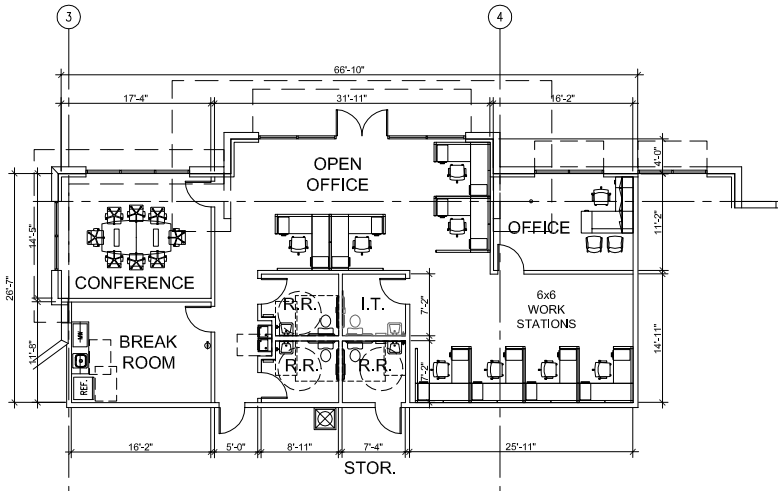 3
4
66'-10"
17'-4"
31'-11"
16'-2"
4'-0"
OPEN
OFFICE
OFFICE
11'-2"
14'-5"
26'-7"
CONFERENCE
R.R.
I.T.
7'-2"
6x6
WORK
STATIONS
14'-11"
11'-8"
BREAK
ROOM
MW
REF.
R.R.
R.R.
7'-2"
16'-2"
5'-0"
8'-11"
7'-4"
25'-11"
STOR.